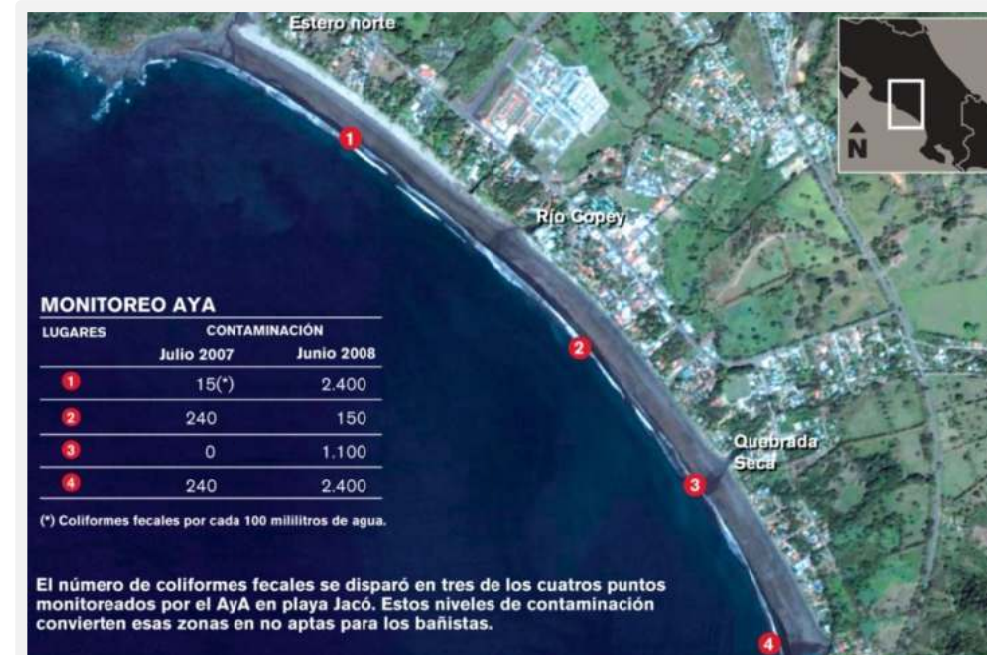 Estero norte
1
N
Río Copey
MONITOREO AYA
LUGARES CONTAMINACIÓN
Julio 2007 Junio 2008
1 15(*) 2.400
2 240 150
3 0 1.100
4 240 2.400
(*) Coliformes fecales por cada 100 mililitros de agua.
2
Quebrada
Seca
3
El número de coliformes fecales se disparó en tres de los cuatros puntos
monitoreados por el AyA en playa Jacó. Estos niveles de contaminación
convierten esas zonas en no aptas para los bañistas.
4